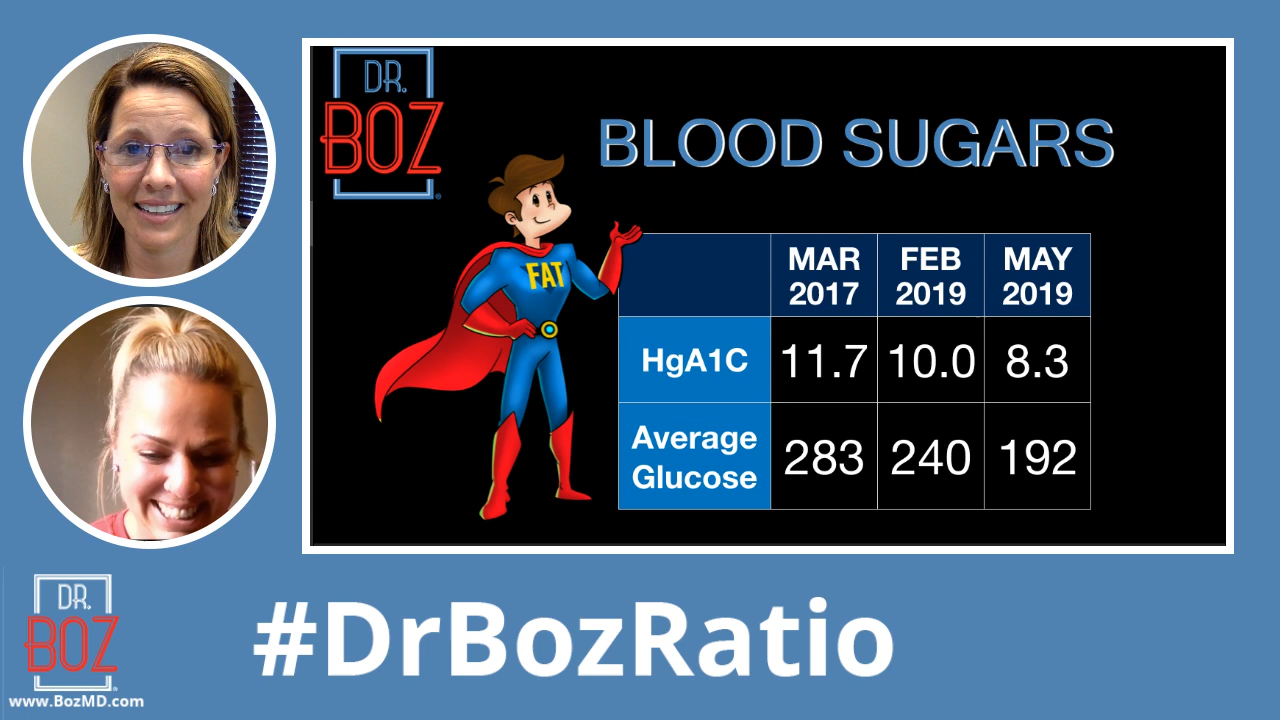 DR.
BOZ
BLOOD SUGARS
FAT
MAR 2017 FEB 2019 MAY 2019
HgA1C 11.7 10.0 8.3
Average Glucose 283 240 192
DR.
BOZ
www.BozMD.com
#DrBozRatio